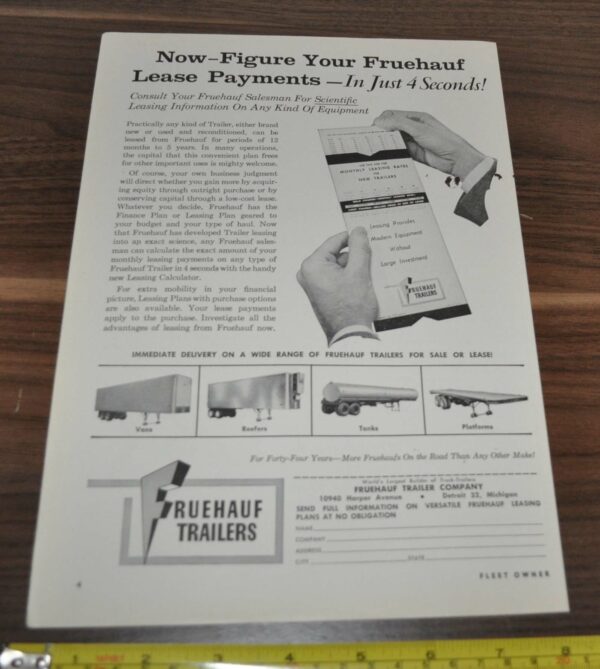 Now–Figure Your Fruehauf
Lease Payments —In Just 4 Seconds!
Consult Your Fruehauf Salesman For Scientific
Leasing Information On Any Kind Of Equipment
Practically any kind of Trailer, either brand
new or used and reconditioned, can be
leased from Fruehauf for periods of 12
months to 5 years. In many operations,
the capital that this convenient plan frees
for other important uses is mighty welcome.
Of course, your own business judgment
will direct whether you gain more by acquir-
ing equity through outright purchase or by
conserving capital through a low-cost lease.
Whatever you decide, Fruehauf has the
Finance Plan or Leasing Plan geared to
your budget and your type of haul. Now
that Fruehauf has developed Trailer leasing
into an exact science, any Fruehauf sales-
man can calculate the exact amount of your
monthly leasing payments on any type of
Fruehauf Trailer in 4 seconds with the handy
new Leasing Calculator.
For extra mobility in your financial
picture, Leasing Plans with purchase options
are also available. Your lease payments
apply to the purchase. Investigate all the
advantages of leasing from Fruehauf now.
MONTHLY LEASING RATES
NEW TRAILERS
Leasing Provides
Modern Equipment
Without
Large Investment
FRUEHAUF
TRAILERS
IMMEDIATE DELIVERY ON A WIDE RANGE OF FRUEHAUF TRAILERS FOR SALE OR LEASE!
Vans
Reefers
Tanks
Platforms
For Forty-Four Years—More Fruehaufs On the Road Than Any Other Make!
FRUEHAUF
TRAILERS
World's Largest Builder of Truck-Trailers
FRUEHAUF TRAILER COMPANY
10940 Harper Avenue • Detroit 32, Michigan
SEND FULL INFORMATION ON VERSATILE FRUEHAUF LEASING
PLANS AT NO OBLIGATION
NAME
COMPANY
ADDRESS
CITY STATE
FLEET OWNER
1 2 3 4 5 6 7 8